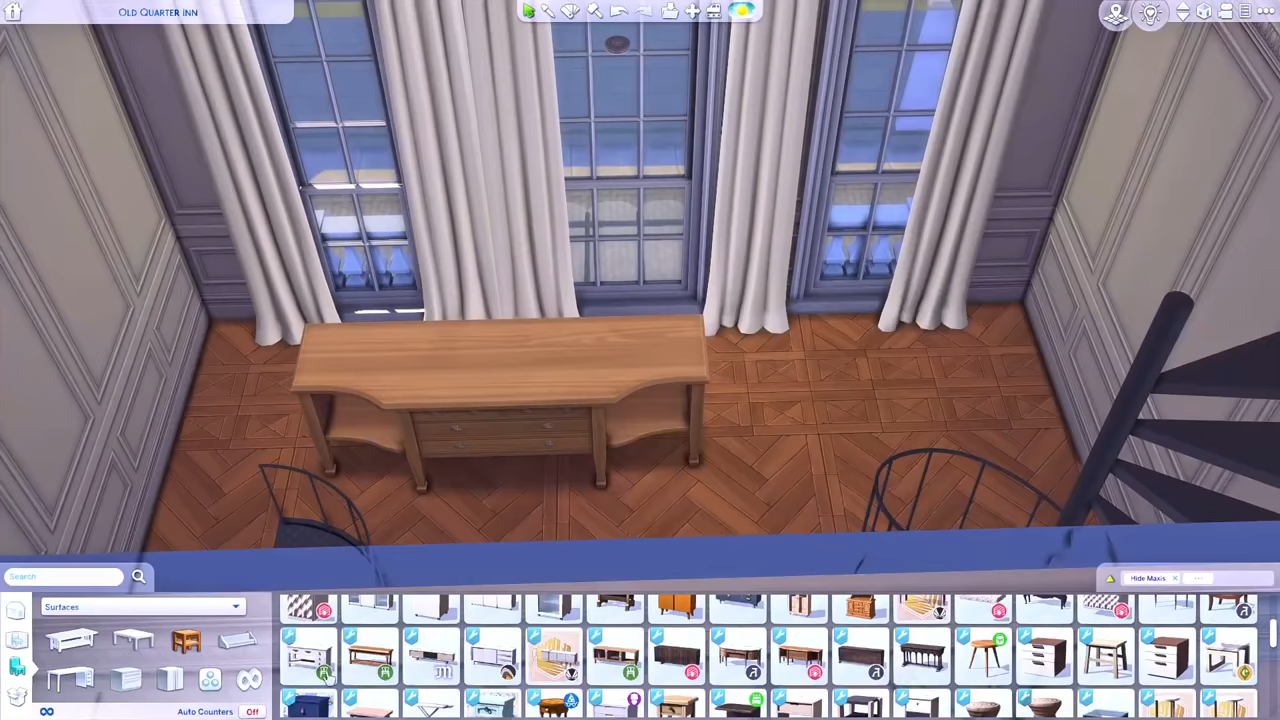 OLD QUARTER INN
Search
Hide Maxis ×
Surfaces
Auto Counters Off